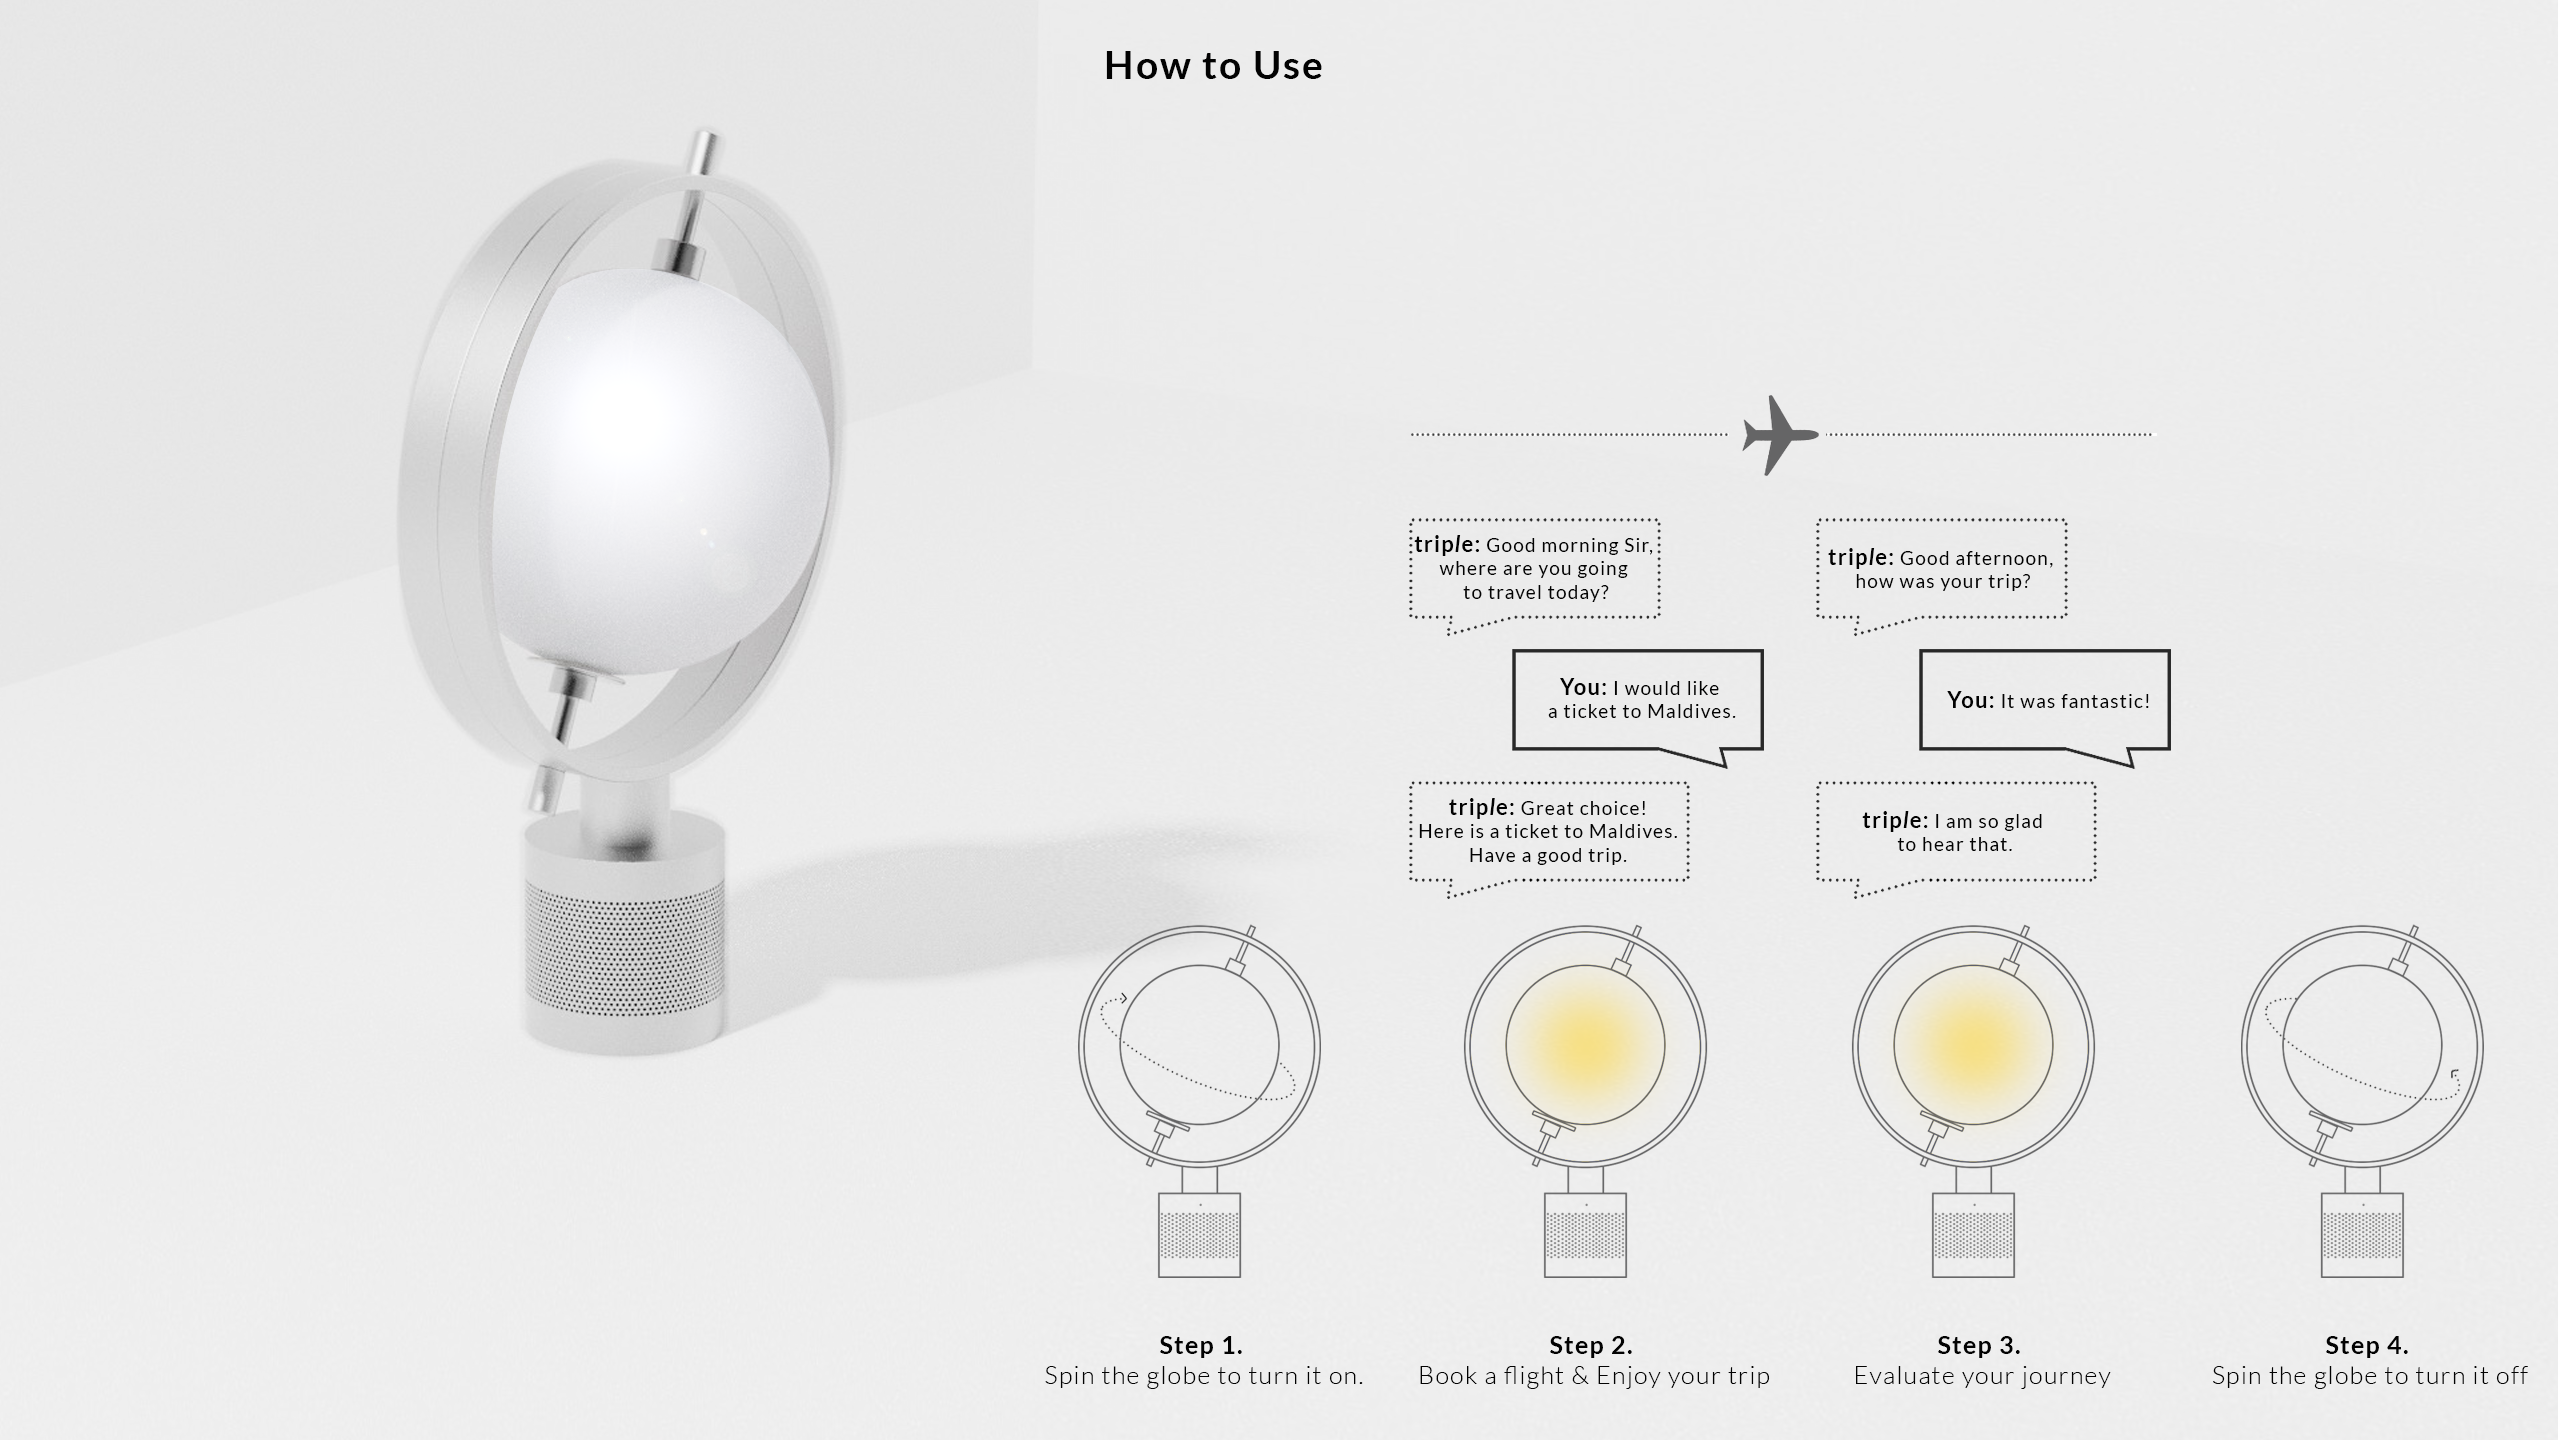 How to Use
triple: Good morning Sir,
where are you going
to travel today?
You: I would like
a ticket to Maldives.
triple: Great choice!
Here is a ticket to Maldives.
Have a good trip.
triple: Good afternoon,
how was your trip?
You: It was fantastic!
triple: I am so glad
to hear that.
Step 1.
Spin the globe to turn it on.
Step 2.
Book a flight & Enjoy your trip
Step 3.
Evaluate your journey
Step 4.
Spin the globe to turn it off